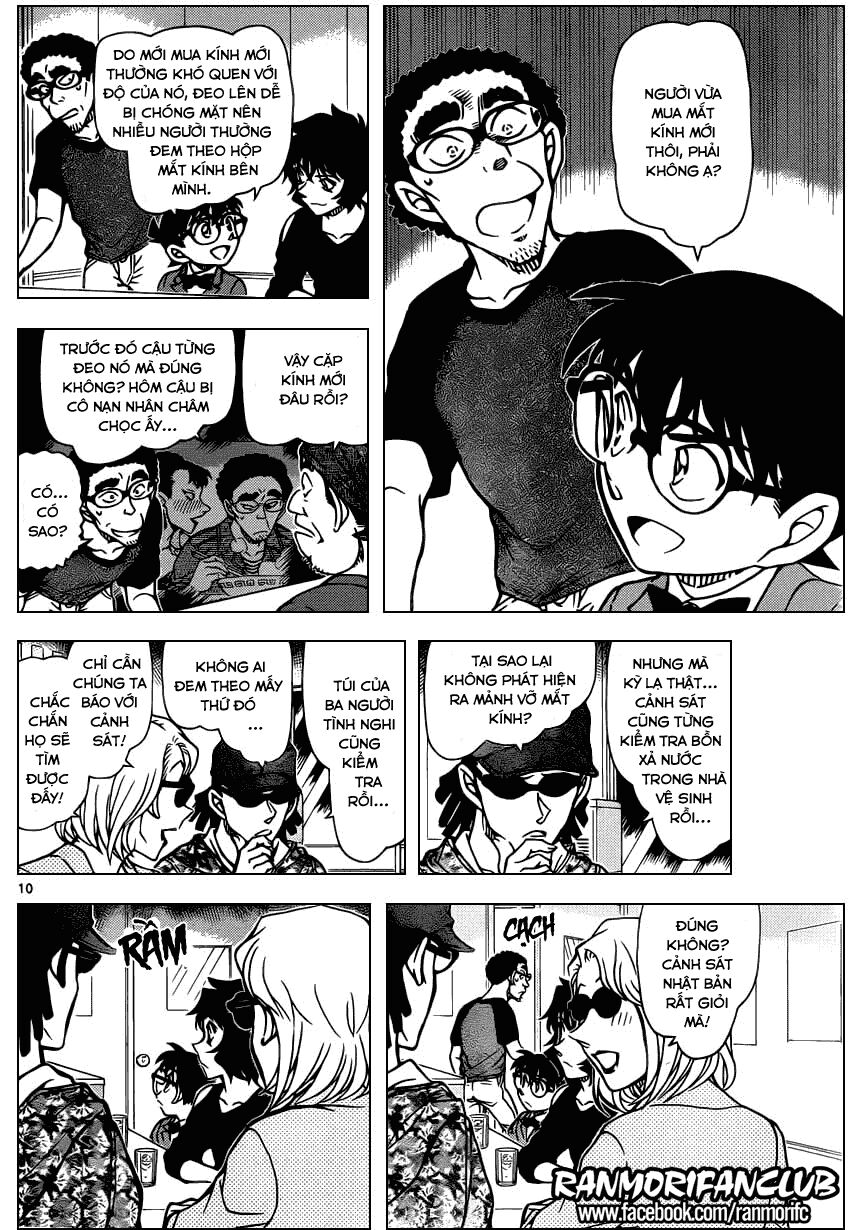 NGƯỜI VỪA
MUA MẮT
KÍNH MỚI
THÔI, PHẢI
KHÔNG Ạ?
DO MỚI MUA KÍNH MỚI
THƯỜNG KHÓ QUEN VỚI
ĐỘ CỦA NÓ, ĐEO LÊN DỄ
BỊ CHÓNG MẶT NÊN
NHIỀU NGƯỜI THƯỜNG
ĐEM THEO HỘP
MẮT KÍNH BÊN
MÌNH.
VẬY CẶP
KÍNH MỚI
ĐÂU RỒI?
TRƯỚC ĐÓ CẬU TỪNG
ĐEO NÓ MÀ ĐÚNG
KHÔNG? HÔM CẬU BỊ
CÔ NẠN NHÂN CHÂM
CHỌC ẤY...
CÓ...
CÓ
SAO?
NHƯNG MÀ
KỲ LẠ THẬT...
CẢNH SÁT
CŨNG TỪNG
KIỂM TRA BỒN
XẢ NƯỚC
TRONG NHÀ
VỆ SINH
RỒI...
TẠI SAO LẠI
KHÔNG PHÁT HIỆN
RA MẢNH VỠ MẮT
KÍNH?
TÚI CỦA
BA NGƯỜI
TÌNH NGHI
CŨNG
KIỂM
TRA
RỒI...
KHÔNG AI
ĐEM THEO MẤY
THỨ ĐÓ
...
CHỈ CẦN
CHÚNG TA
BÁO VỚI
CẢNH
SÁT!
CHẮC
CHẮN
HỌ SẼ
TÌM
ĐƯỢC
ĐẤY!
10
CẠCH
ĐÚNG
KHÔNG?
CẢNH SÁT
NHẬT BẢN
RẤT GIỎI
MÀ!
RẦM
RANMORIFANCLUB
www.facebook.com/ranmorifc